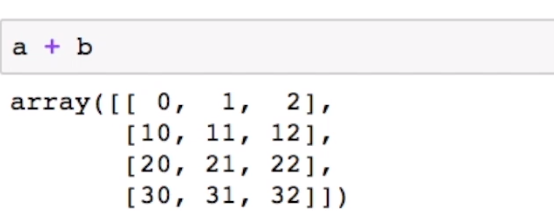 a + b
array([[ 0,  1,  2],
       [10, 11, 12],
       [20, 21, 22],
       [30, 31, 32]])